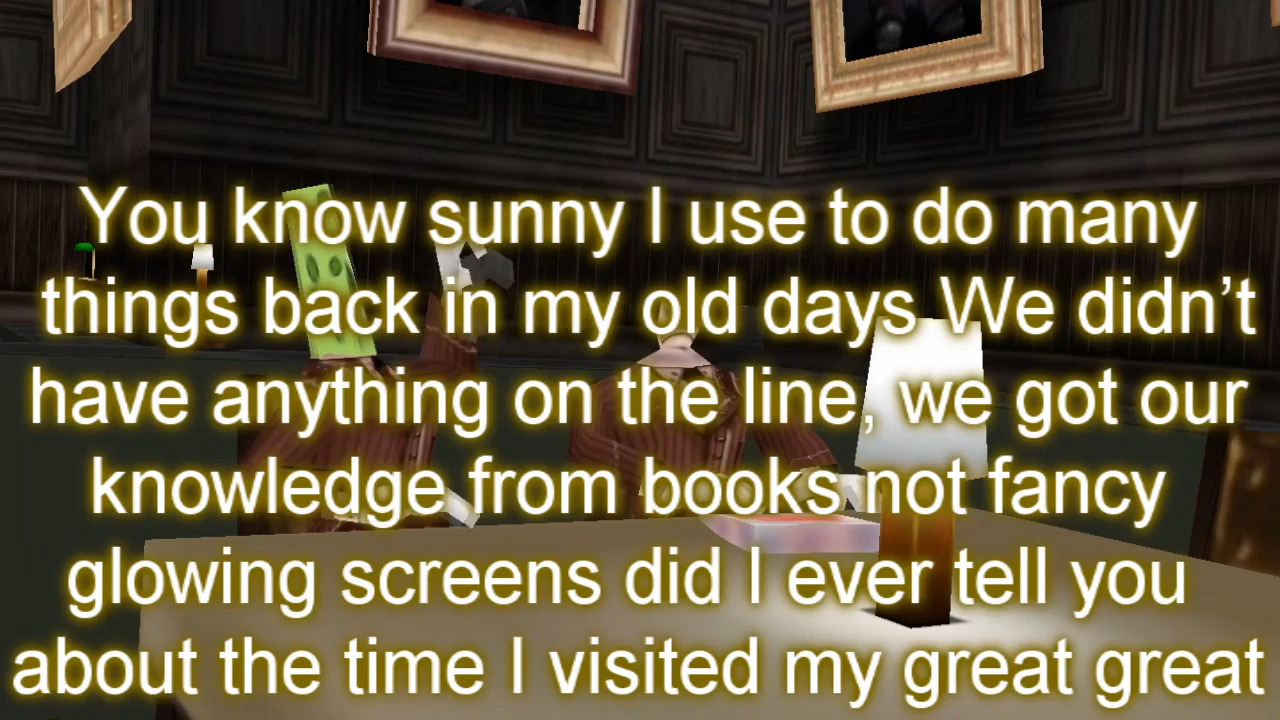 You know sunny I use to do many
things back in my old days We didn’t
have anything on the line, we got our
knowledge from books not fancy
glowing screens did I ever tell you
about the time I visited my great great